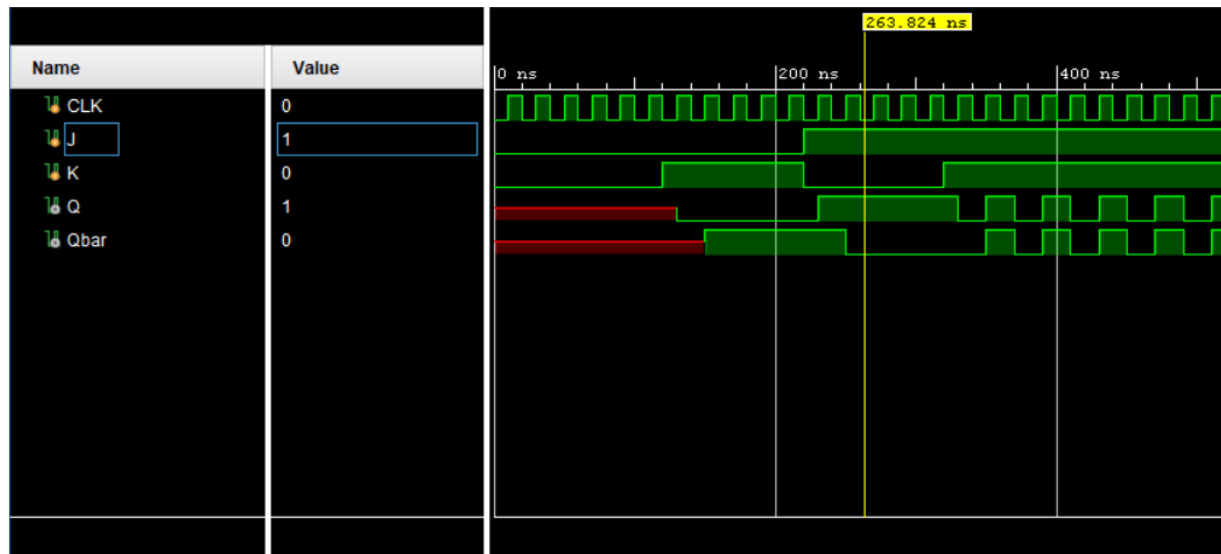 263.824 ns
Name Value
0 ns 200 ns 400 ns
CLK 0
J 1
K 0
Q 1
Qbar 0